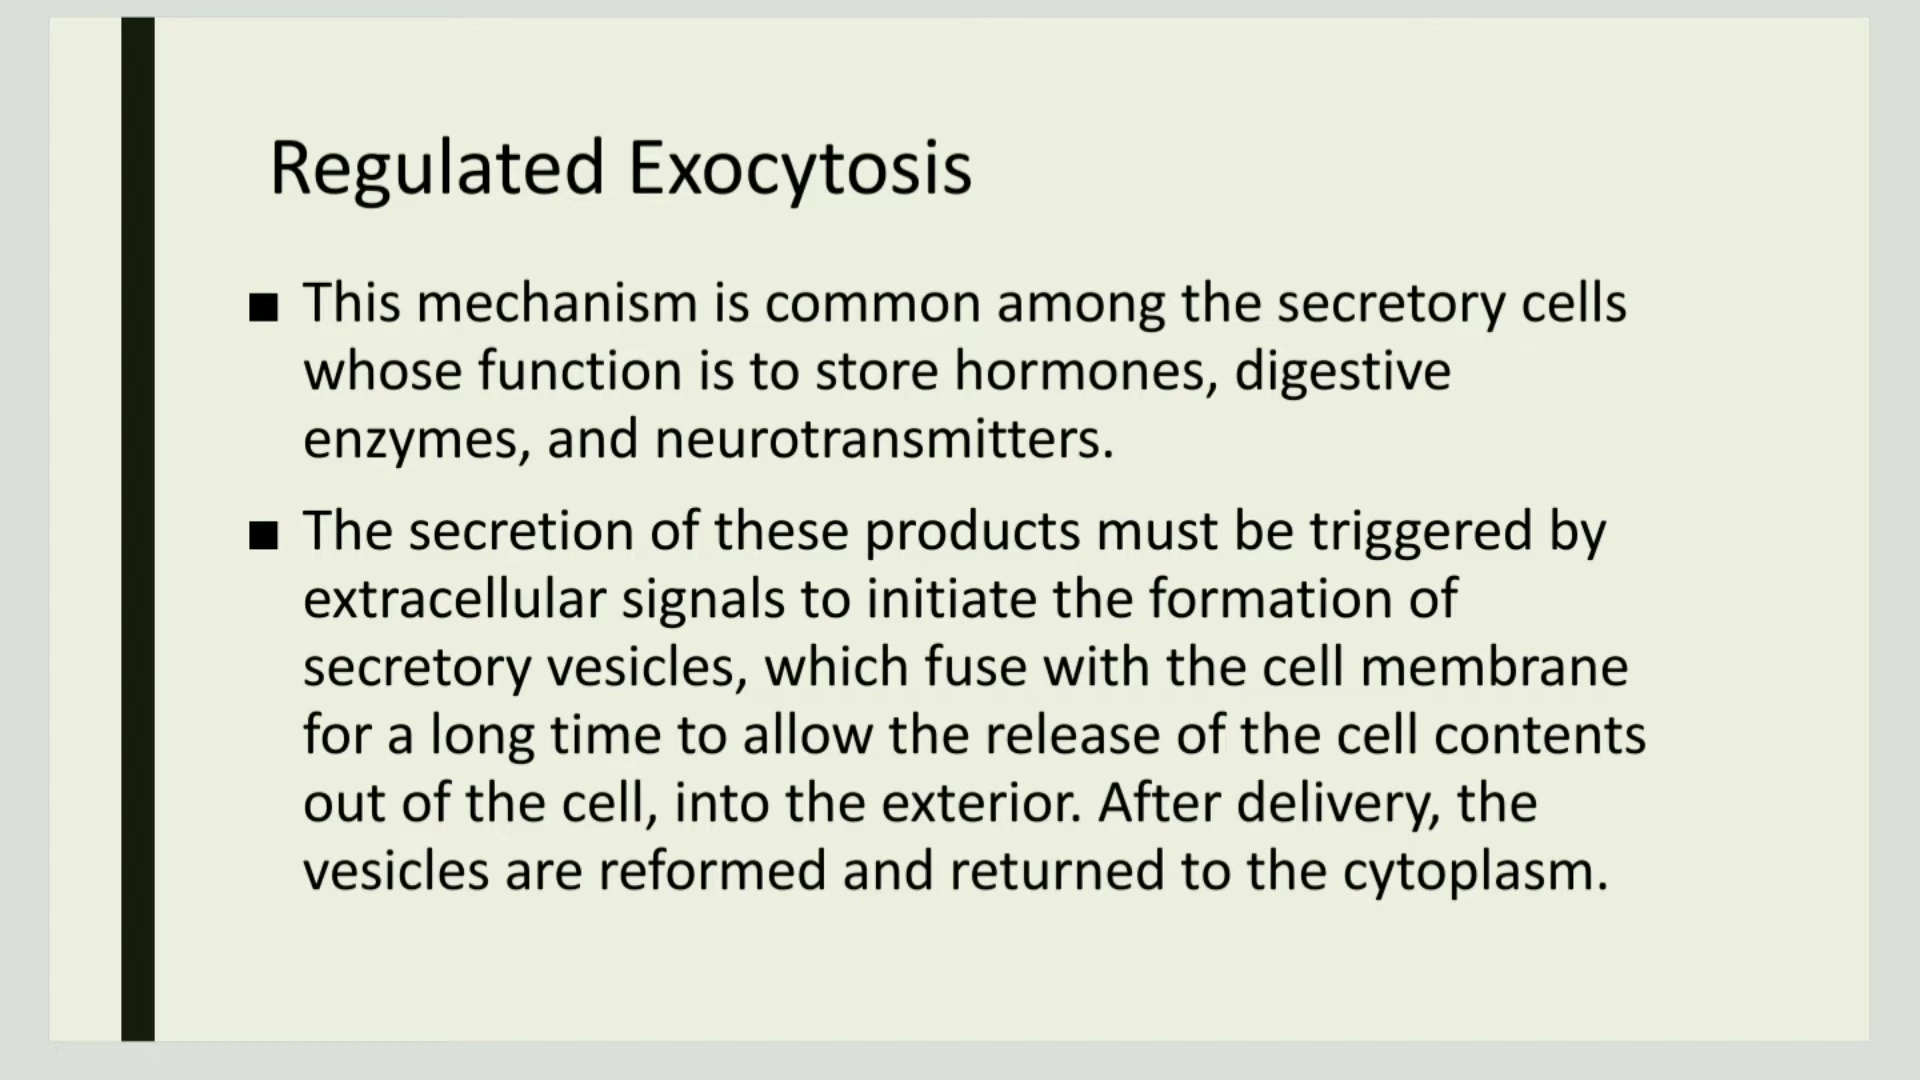 Regulated Exocytosis
■ This mechanism is common among the secretory cells
whose function is to store hormones, digestive
enzymes, and neurotransmitters.
■ The secretion of these products must be triggered by
extracellular signals to initiate the formation of
secretory vesicles, which fuse with the cell membrane
for a long time to allow the release of the cell contents
out of the cell, into the exterior. After delivery, the
vesicles are reformed and returned to the cytoplasm.